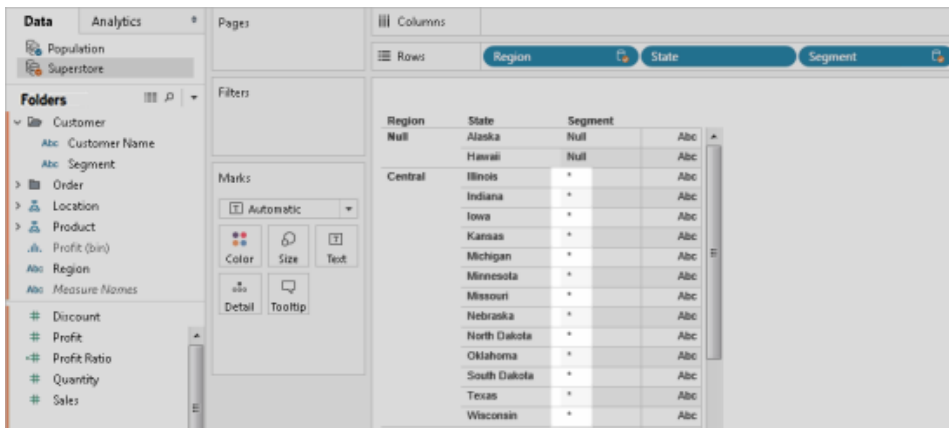 Data Analytics
Population
Superstore
Folders
Customer
Abc Customer Name
Abc Segment
Order
Location
Product
Profit (bin)
Abc Region
Abc Measure Names
# Discount
# Profit
=# Profit Ratio
# Quantity
# Sales
Pages
Filters
Marks
T Automatic
Color Size Text
Detail Tooltip
Columns
Rows Region State Segment
Region State Segment
Null Alaska Null Abc
Hawaii Null Abc
Central Illinois * Abc
Indiana * Abc
Iowa * Abc
Kansas * Abc
Michigan * Abc
Minnesota * Abc
Missouri * Abc
Nebraska * Abc
North Dakota * Abc
Oklahoma * Abc
South Dakota * Abc
Texas * Abc
Wisconsin * Abc